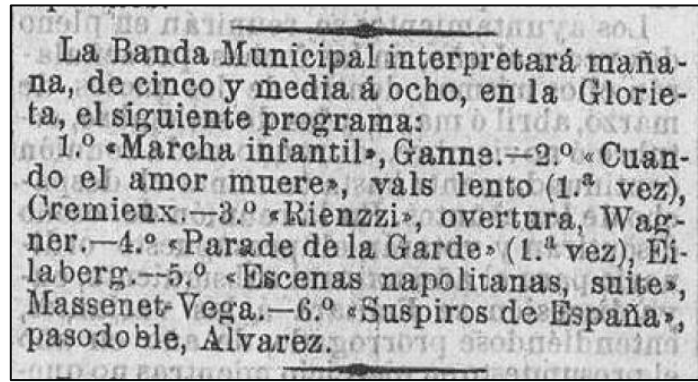 La Banda Municipal interpretará maña-
na, de cinco y media á ocho, en la Glorie-
ta, el siguiente programa:
1.º «Marcha infantil», Ganne.—2.º «Cuan-
do el amor muere», vals lento (1.ª vez),
Cremieux.—3.º «Rienzzi», overtura, Wag-
ner.—4.º «Parade de la Garde» (1.ª vez), Ei-
laberg.—5.º «Escenas napolitanas, suite»,
Massenet-Vega.—6.º «Suspiros de España»,
pasodoble, Alvarez.